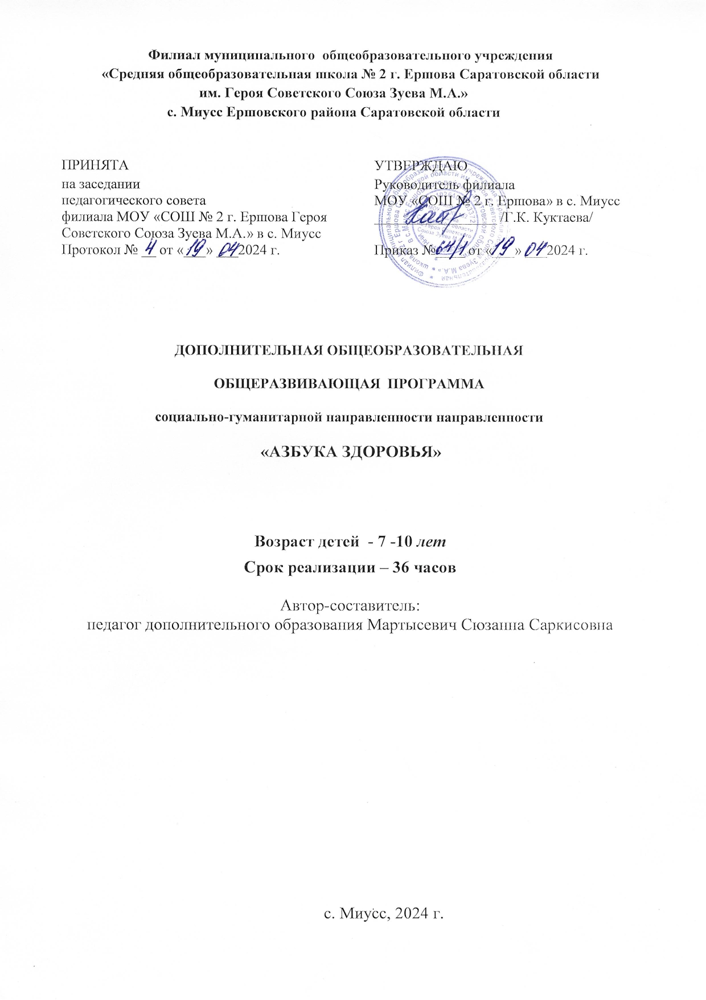 Филиал муниципального общеобразовательного учреждения
«Средняя общеобразовательная школа № 2 г. Ершова Саратовской области
им. Героя Советского Союза Зуева М.А.»
с. Миусс Ершовского района Саратовской области
ПРИНЯТА
на заседании
педагогического совета
филиала МОУ «СОШ № 2 г. Ершова Героя
Советского Союза Зуева М.А.» в с. Миусс
Протокол № 4 от «19» 04 2024 г.
УТВЕРЖДАЮ
Руководитель филиала
МОУ «СОШ № 2 г. Ершова» в с. Миусс
/Г.К. Куктаева/
Приказ № 64/1 от «19» 04 2024 г.
ДОПОЛНИТЕЛЬНАЯ ОБЩЕОБРАЗОВАТЕЛЬНАЯ
ОБЩЕРАЗВИВАЮЩАЯ ПРОГРАММА
социально-гуманитарной направленности направленности
«АЗБУКА ЗДОРОВЬЯ»
Возраст детей - 7 -10 лет
Срок реализации – 36 часов
Автор-составитель:
педагог дополнительного образования Мартысевич Сюзанна Саркисовна
с. Миусс, 2024 г.